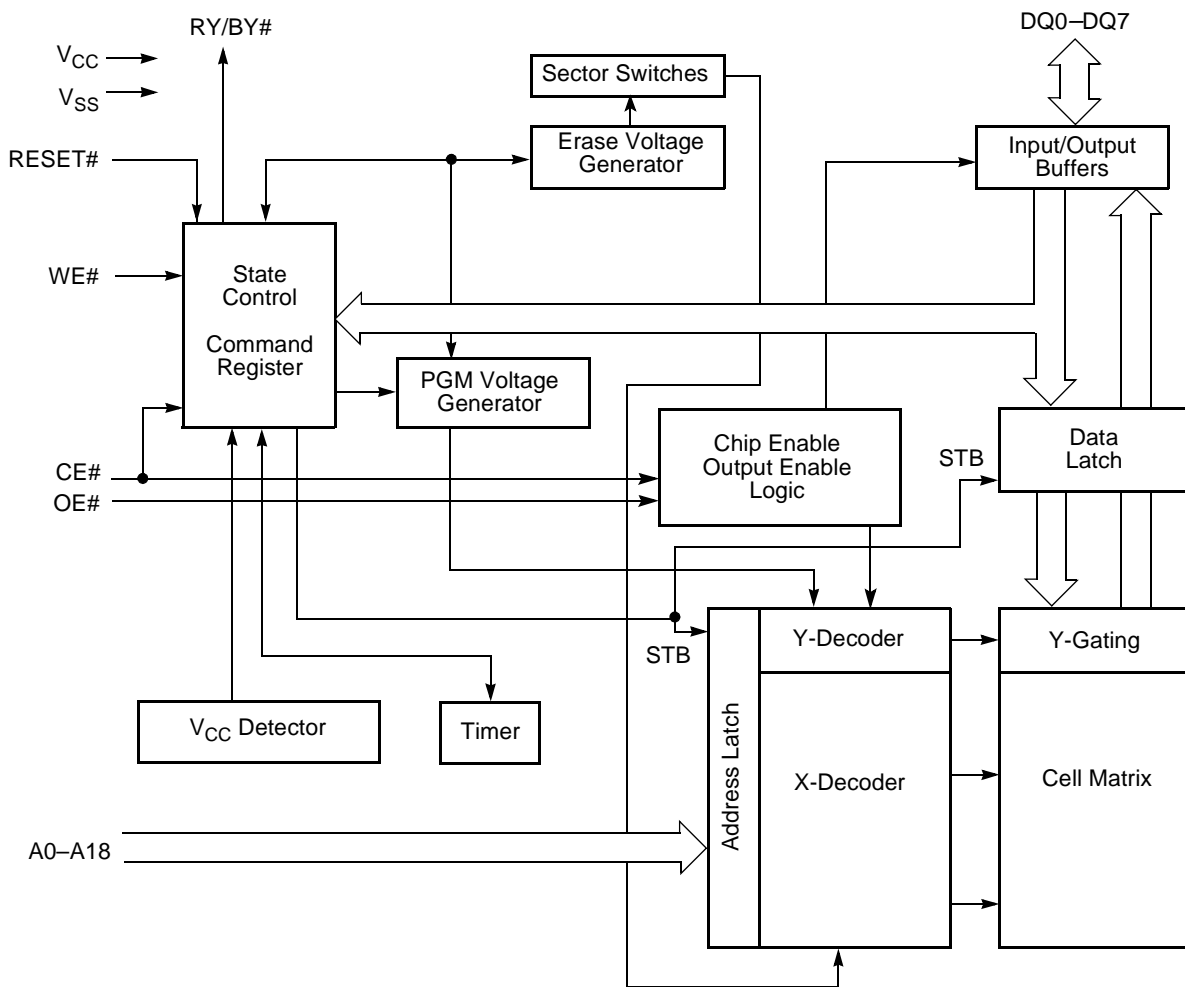 RY/BY#
DQ0–DQ7
VCC
VSS
Sector Switches
RESET#
Erase Voltage
Generator
Input/Output
Buffers
WE#
State
Control
Command
Register
PGM Voltage
Generator
CE#
OE#
Chip Enable
Output Enable
Logic
STB
Data
Latch
STB
Y-Decoder
Y-Gating
VCC Detector
Timer
Address Latch
X-Decoder
Cell Matrix
A0–A18